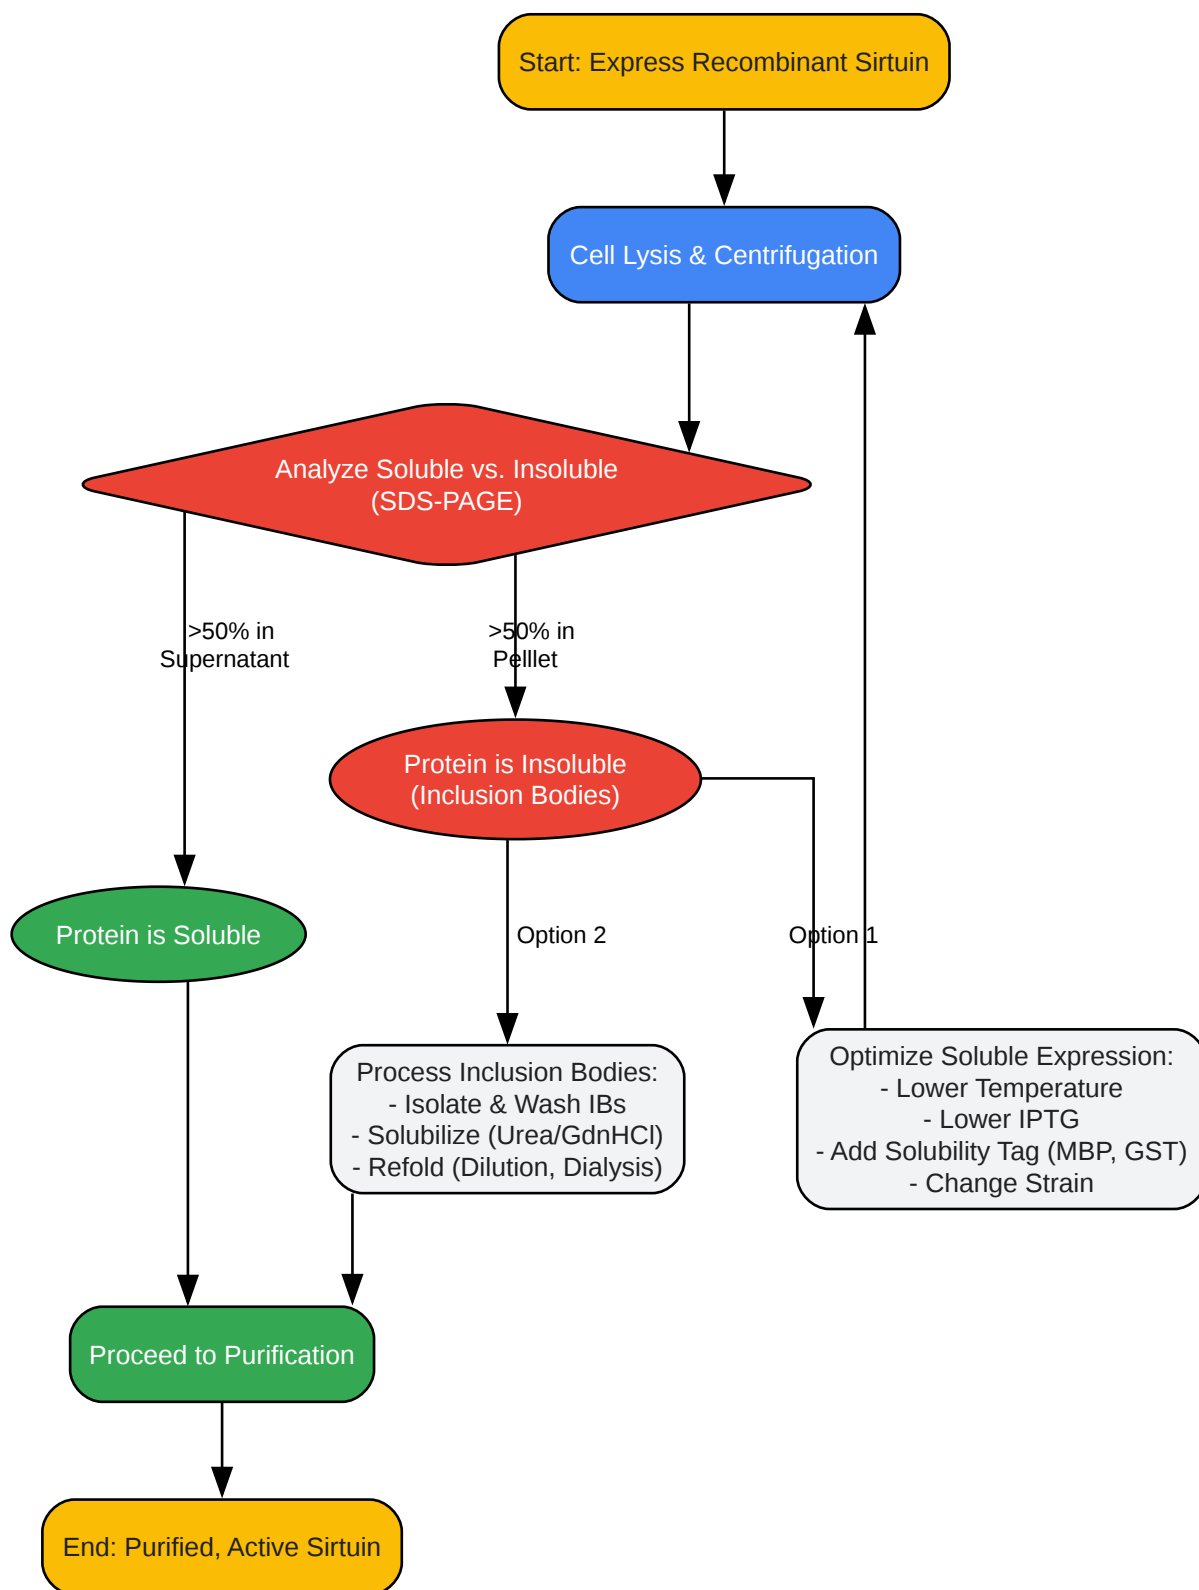 Start: Express Recombinant Sirtuin
Cell Lysis & Centrifugation
Analyze Soluble vs. Insoluble
(SDS-PAGE)
>50% in
Supernatant
>50% in
Pelllet
Protein is Insoluble
(Inclusion Bodies)
Protein is Soluble
Option 2
Option 1
Process Inclusion Bodies:
- Isolate & Wash IBs
- Solubilize (Urea/GdnHCl)
- Refold (Dilution, Dialysis)
Optimize Soluble Expression:
- Lower Temperature
- Lower IPTG
- Add Solubility Tag (MBP, GST)
- Change Strain
Proceed to Purification
End: Purified, Active Sirtuin